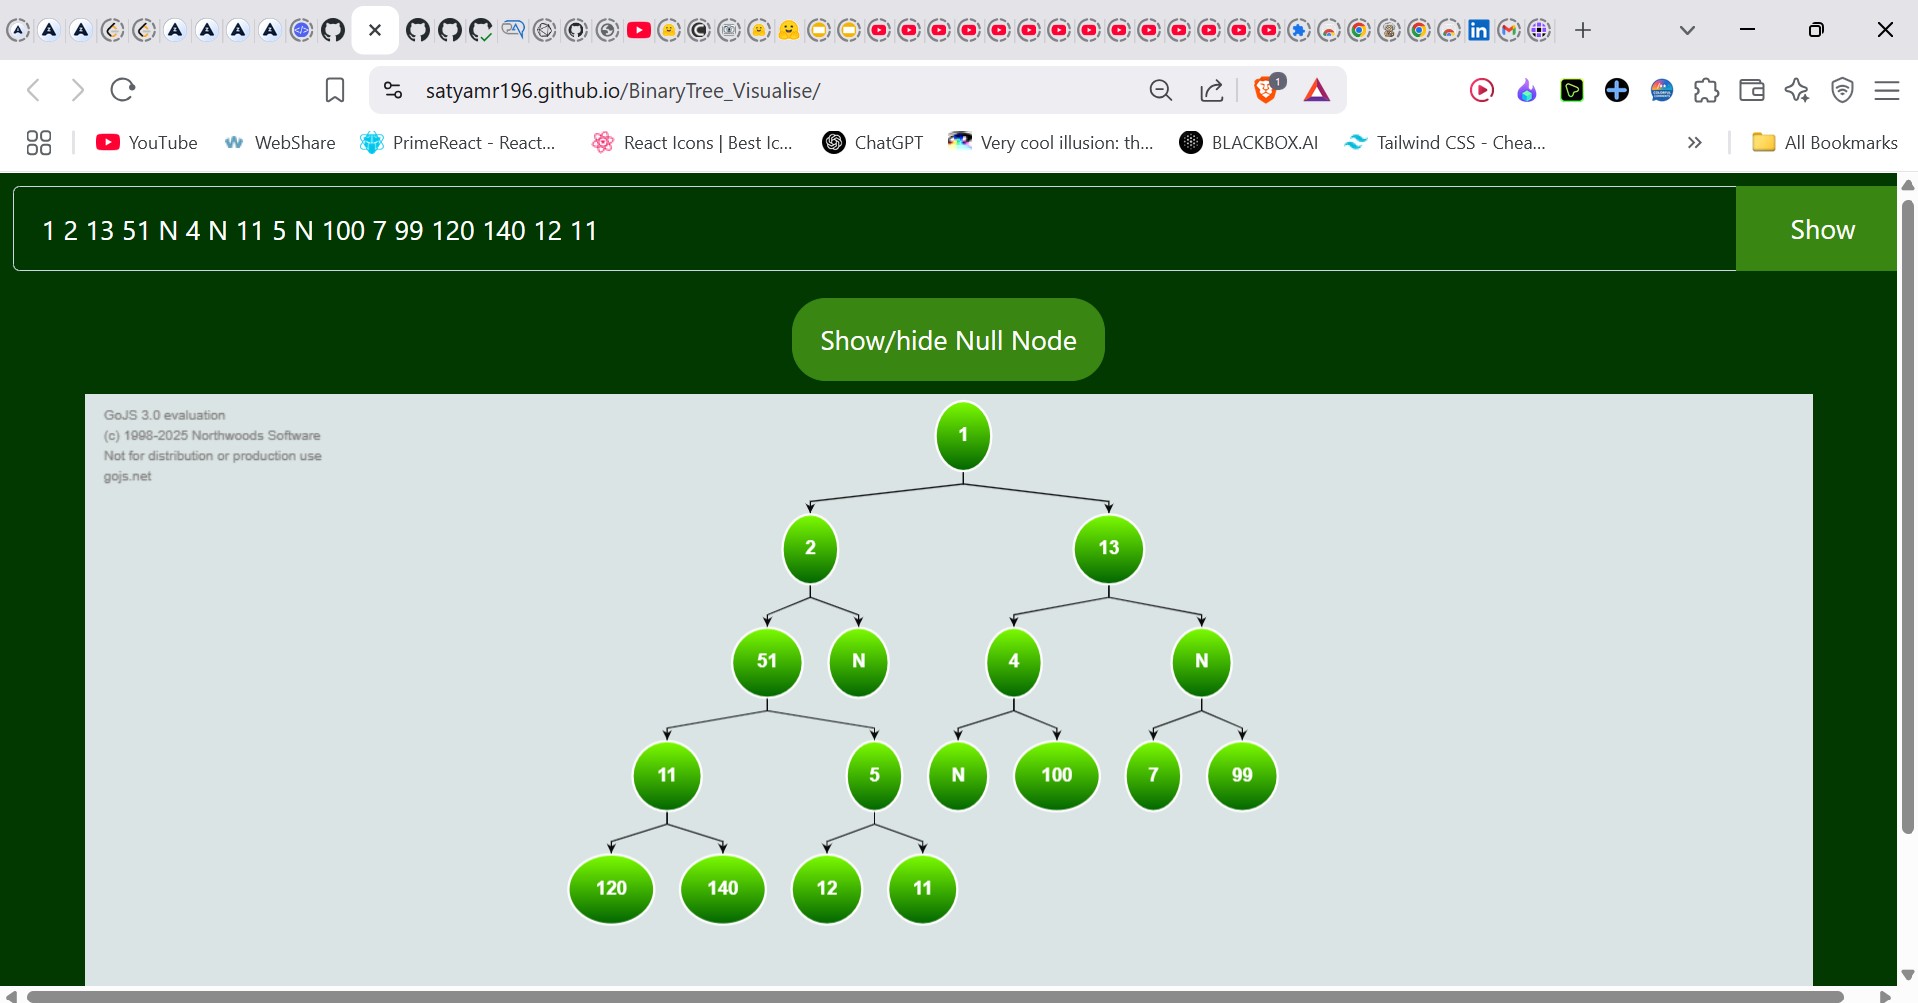 satyamr196.github.io/BinaryTree_Visualise/
1
YouTube
WebShare
PrimeReact - React...
React Icons | Best Ic...
ChatGPT
Very cool illusion: th...
BLACKBOX.AI
Tailwind CSS - Chea...
All Bookmarks
1 2 13 51 N 4 N 11 5 N 100 7 99 120 140 12 11
Show
Show/hide Null Node
GoJS 3.0 evaluation
(c) 1998-2025 Northwoods Software
Not for distribution or production use
gojs.net
1
2 13
51 N 4 N
11 5 N 100 7 99
120 140 12 11